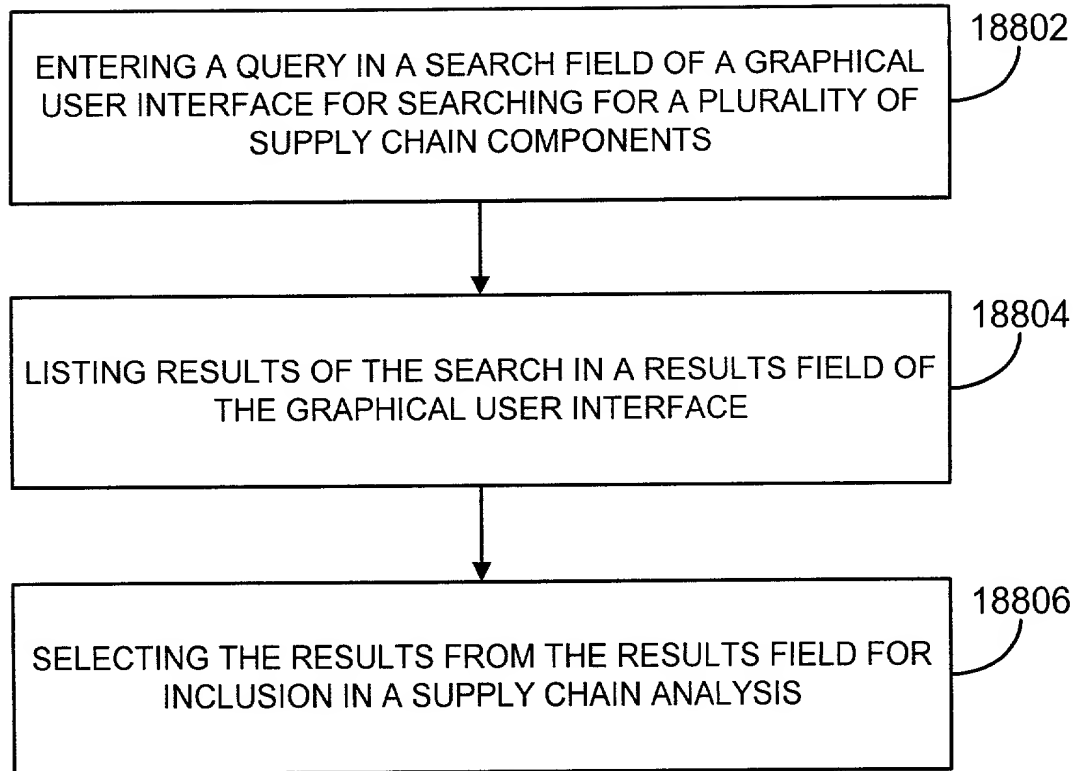 18802
ENTERING A QUERY IN A SEARCH FIELD OF A GRAPHICAL
USER INTERFACE FOR SEARCHING FOR A PLURALITY OF
SUPPLY CHAIN COMPONENTS
18804
LISTING RESULTS OF THE SEARCH IN A RESULTS FIELD OF
THE GRAPHICAL USER INTERFACE
18806
SELECTING THE RESULTS FROM THE RESULTS FIELD FOR
INCLUSION IN A SUPPLY CHAIN ANALYSIS